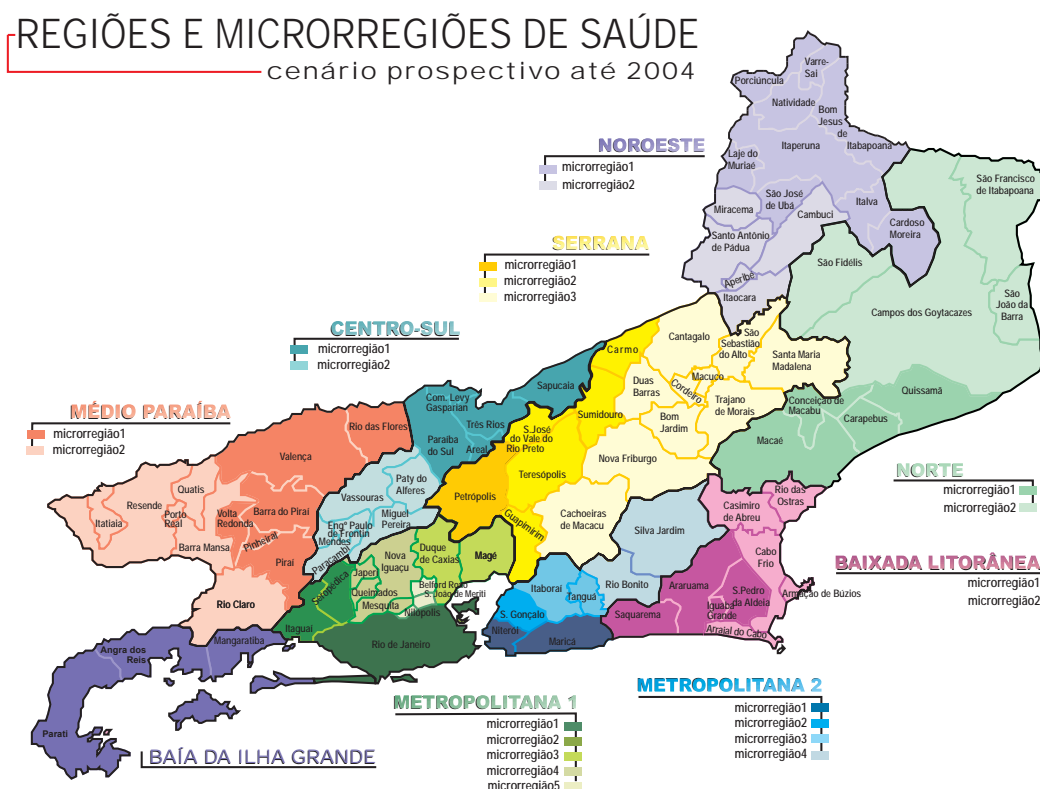 REGIÕES E MICRORREGIÕES DE SAÚDE
cenário prospectivo até 2004
NOROESTE
microrregião1
microrregião2
SERRANA
microrregião1
microrregião2
microrregião3
CENTRO-SUL
microrregião1
microrregião2
MÉDIO PARAÍBA
microrregião1
microrregião2
NORTE
microrregião1
microrregião2
BAIXADA LITORÂNEA
microrregião1
microrregião2
METROPOLITANA 2
microrregião1
microrregião2
microrregião3
microrregião4
METROPOLITANA 1
microrregião1
microrregião2
microrregião3
microrregião4
microrregião5
BAÍA DA ILHA GRANDE
Varre-
Sai
Porciúncula
Natividade
Bom
Jesus de
Itabapoana
Itaperuna
Laje do
Muriaé
São José
de Ubá
Italva
Cardoso
Moreira
Miracema
Cambuci
Santo Antônio
de Pádua
Aperibé
Itaocara
São Francisco
de Itabapoana
São Fidélis
São
João da
Barra
Campos dos Goytacazes
Quissamã
Conceição de
Macabu
Carapebus
Macaé
Cantagalo
São
Sebastião
do Alto
Santa Maria
Madalena
Carmo
Macuco
Cordeiro
Duas
Barras
Trajano
de Morais
Bom
Jardim
Sumidouro
Nova Friburgo
Cachoeiras
de Macacu
S.José
do Vale do
Rio Preto
Teresópolis
Petrópolis
Guapimirim
Sapucaia
Com. Levy
Gasparian
Três Rios
Paraíba
do Sul
Areal
Paty do
Alferes
Vassouras
Miguel
Pereira
Engº Paulo
de Frontin
Mendes
Paracambi
Rio das Flores
Valença
Quatis
Resende
Itatiaia
Porto
Real
Volta
Redonda
Barra do Piraí
Pinheiral
Barra Mansa
Piraí
Rio Claro
Mangaratiba
Angra dos
Reis
Parati
Seropédica
Itaguaí
Japeri
Nova
Iguaçu
Queimados
Mesquita
Duque
de Caxias
Belford Roxo
S. João de Meriti
Nilópolis
Magé
Rio de Janeiro
Itaboraí
Tanguá
S. Gonçalo
Niterói
Maricá
Rio Bonito
Silva Jardim
Rio das
Ostras
Casimiro
de Abreu
Cabo
Frio
Araruama
S.Pedro
da Aldeia
Iguaba
Grande
Saquarema
Arraial do Cabo
Armação de Búzios